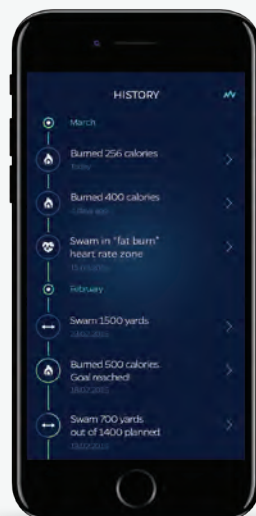 HISTORY
March
Burned 256 calories
Today
Burned 400 calories
Swam in "fat burn"
heart rate zone
February
Swam 1500 yards
Burned 500 calories.
Goal reached!
Swam 700 yards
out of 1400 planned